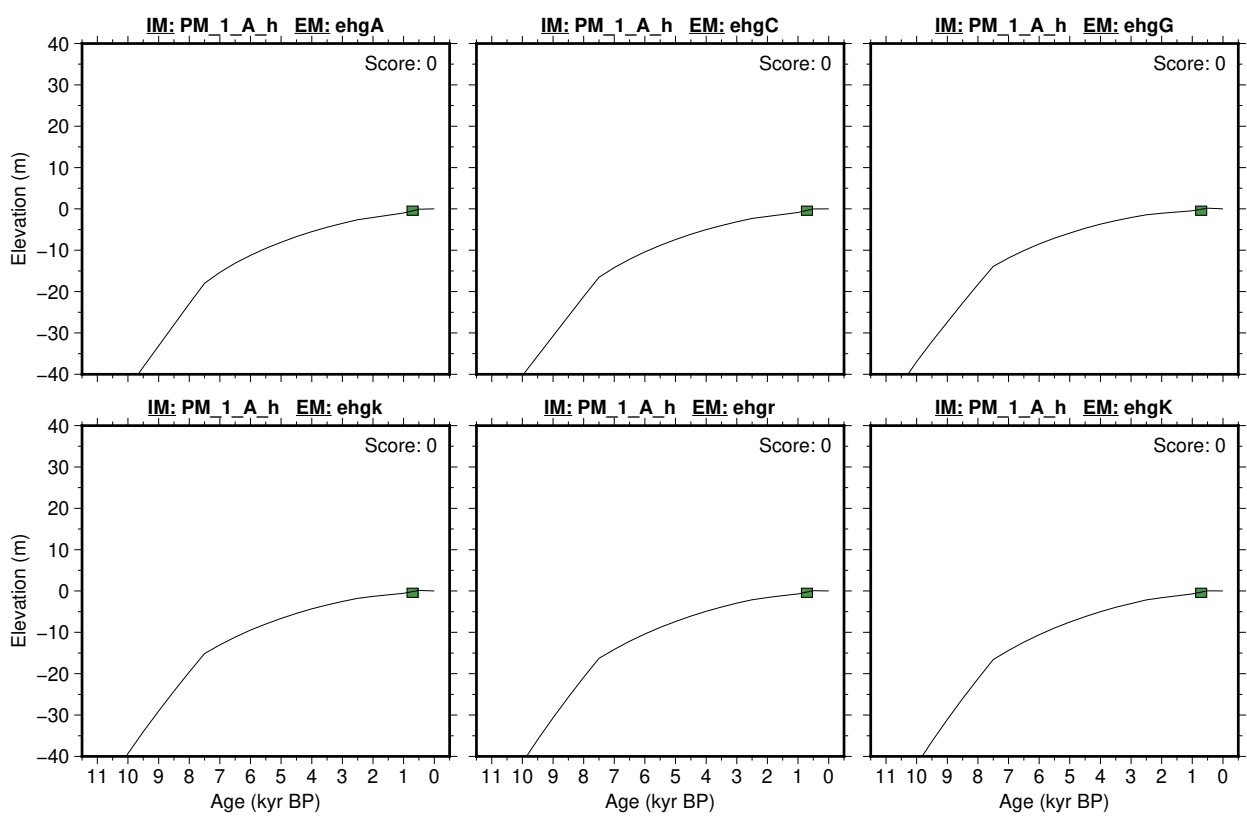 IM: PM_1_A_h EM: ehgA
IM: PM_1_A_h EM: ehgC
IM: PM_1_A_h EM: ehgG
Score: 0
Score: 0
Score: 0
40
30
20
10
0
−10
−20
−30
−40
Elevation (m)
IM: PM_1_A_h EM: ehgk
IM: PM_1_A_h EM: ehgr
IM: PM_1_A_h EM: ehgK
Score: 0
Score: 0
Score: 0
40
30
20
10
0
−10
−20
−30
−40
Elevation (m)
11 10 9 8 7 6 5 4 3 2 1 0
11 10 9 8 7 6 5 4 3 2 1 0
11 10 9 8 7 6 5 4 3 2 1 0
Age (kyr BP)
Age (kyr BP)
Age (kyr BP)